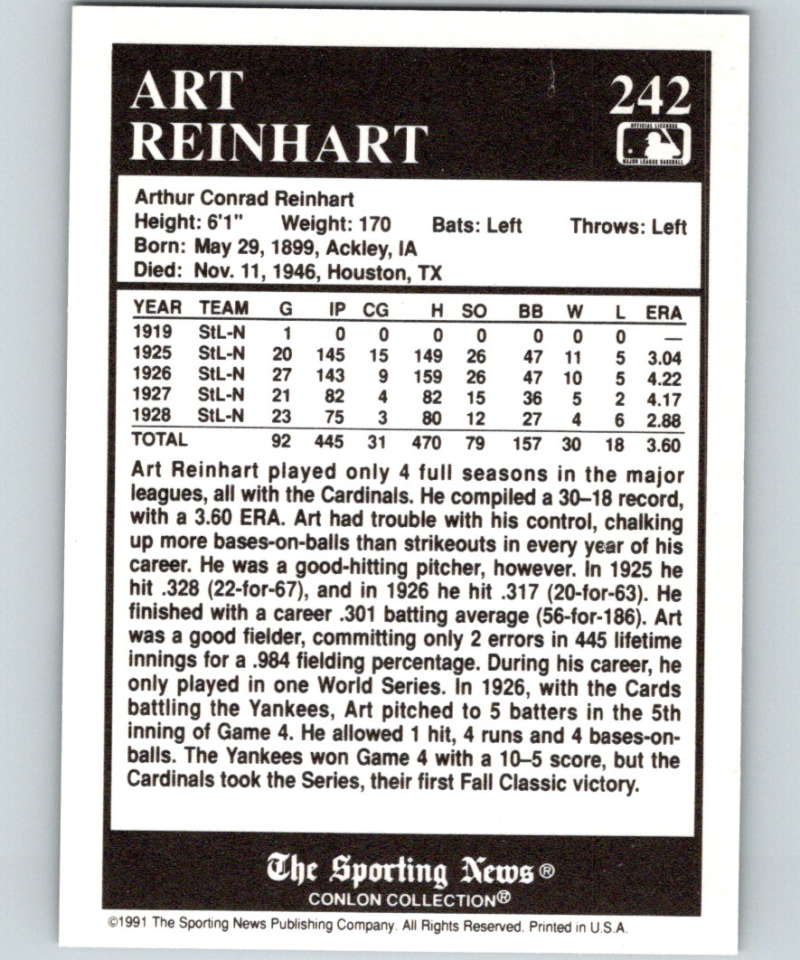 ART
REINHART
242
OFFICIAL LICENSEE
MAJOR LEAGUE BASEBALL
Arthur Conrad Reinhart
Height: 6'1" Weight: 170 Bats: Left Throws: Left
Born: May 29, 1899, Ackley, IA
Died: Nov. 11, 1946, Houston, TX
YEAR TEAM G IP CG H SO BB W L ERA
1919 StL-N 1 0 0 0 0 0 0 0 —
1925 StL-N 20 145 15 149 26 47 11 5 3.04
1926 StL-N 27 143 9 159 26 47 10 5 4.22
1927 StL-N 21 82 4 82 15 36 5 2 4.17
1928 StL-N 23 75 3 80 12 27 4 6 2.88
TOTAL 92 445 31 470 79 157 30 18 3.60
Art Reinhart played only 4 full seasons in the major
leagues, all with the Cardinals. He compiled a 30–18 record,
with a 3.60 ERA. Art had trouble with his control, chalking
up more bases-on-balls than strikeouts in every year of his
career. He was a good-hitting pitcher, however. In 1925 he
hit .328 (22-for-67), and in 1926 he hit .317 (20-for-63). He
finished with a career .301 batting average (56-for-186). Art
was a good fielder, committing only 2 errors in 445 lifetime
innings for a .984 fielding percentage. During his career, he
only played in one World Series. In 1926, with the Cards
battling the Yankees, Art pitched to 5 batters in the 5th
inning of Game 4. He allowed 1 hit, 4 runs and 4 bases-on-
balls. The Yankees won Game 4 with a 10–5 score, but the
Cardinals took the Series, their first Fall Classic victory.
The Sporting News®
CONLON COLLECTION®
©1991 The Sporting News Publishing Company. All Rights Reserved. Printed in U.S.A.